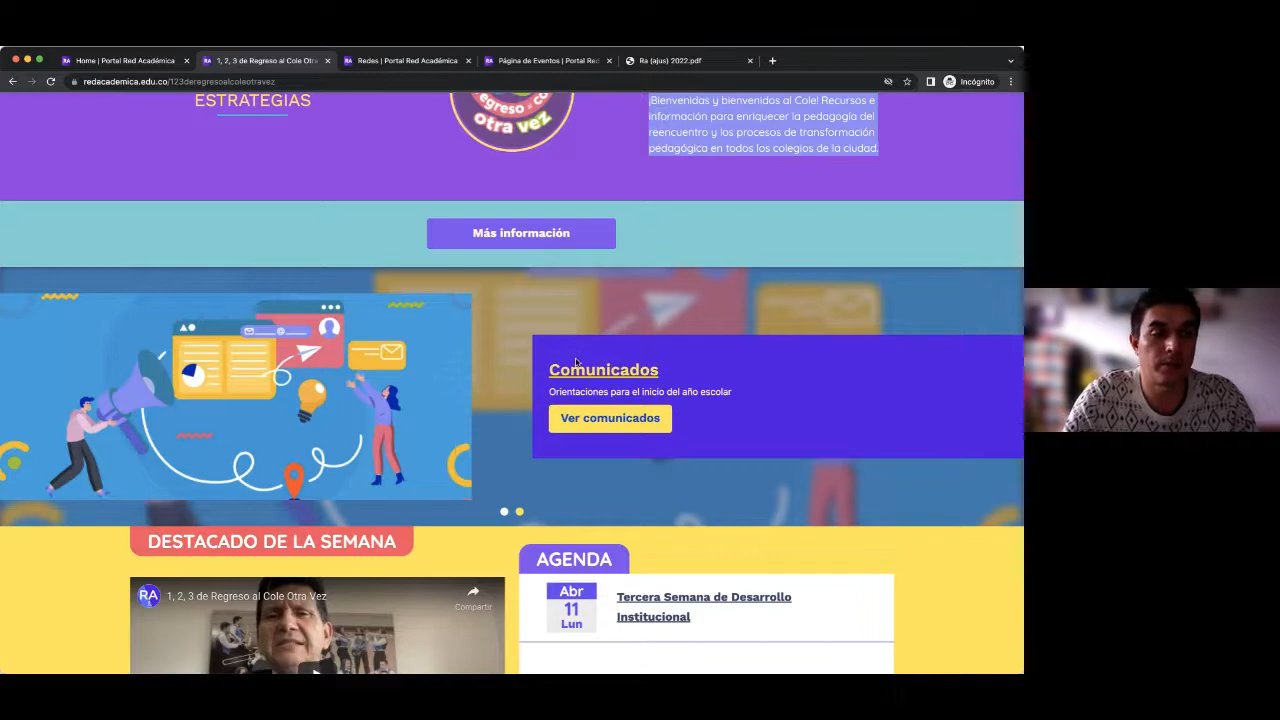 Home | Portal Red Académica
1, 2, 3 de Regreso al Cole Otra
Redes | Portal Red Académica
Página de Eventos | Portal Red
Ra (ajus) 2022.pdf
redacademica.edu.co/123deregresoalcoleotravez
Incógnito
ESTRATEGIAS
egreso
otra vez
¡Bienvenidas y bienvenidos al Cole! Recursos e
información para enriquecer la pedagogía del
reencuentro y los procesos de transformación
pedagógica en todos los colegios de la ciudad.
Más información
Comunicados
Orientaciones para el inicio del año escolar
Ver comunicados
DESTACADO DE LA SEMANA
AGENDA
RA
1, 2, 3 de Regreso al Cole Otra Vez
Compartir
Abr
11
Lun
Tercera Semana de Desarrollo
Institucional